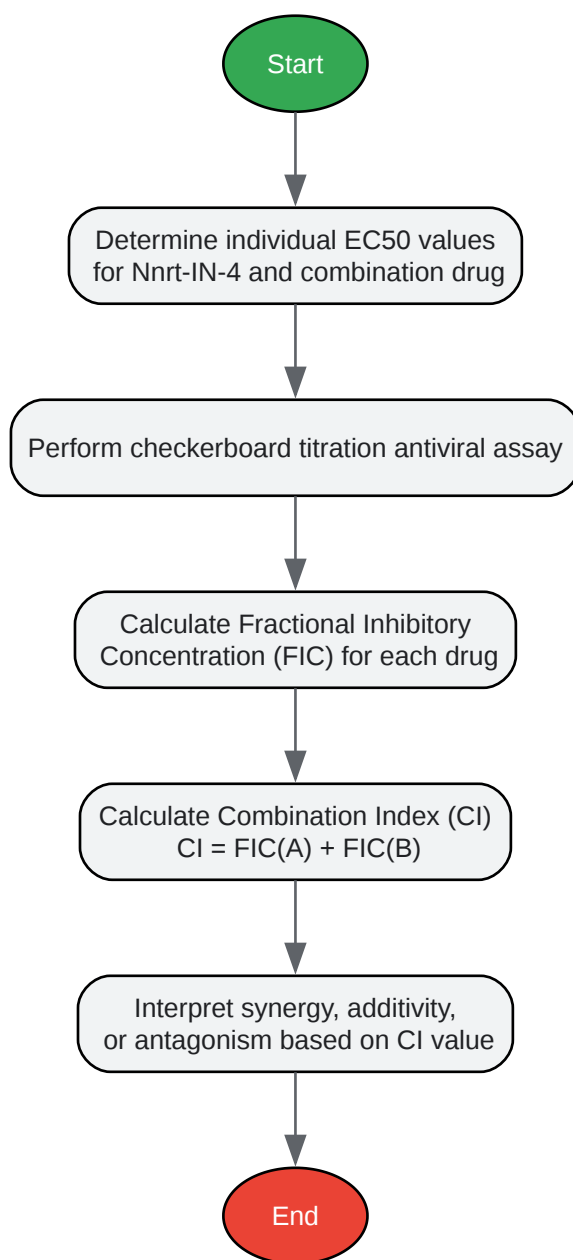 Start
Determine individual EC50 values
for Nnrt-IN-4 and combination drug
Perform checkerboard titration antiviral assay
Calculate Fractional Inhibitory
Concentration (FIC) for each drug
Calculate Combination Index (CI)
CI = FIC(A) + FIC(B)
Interpret synergy, additivity,
or antagonism based on CI value
End